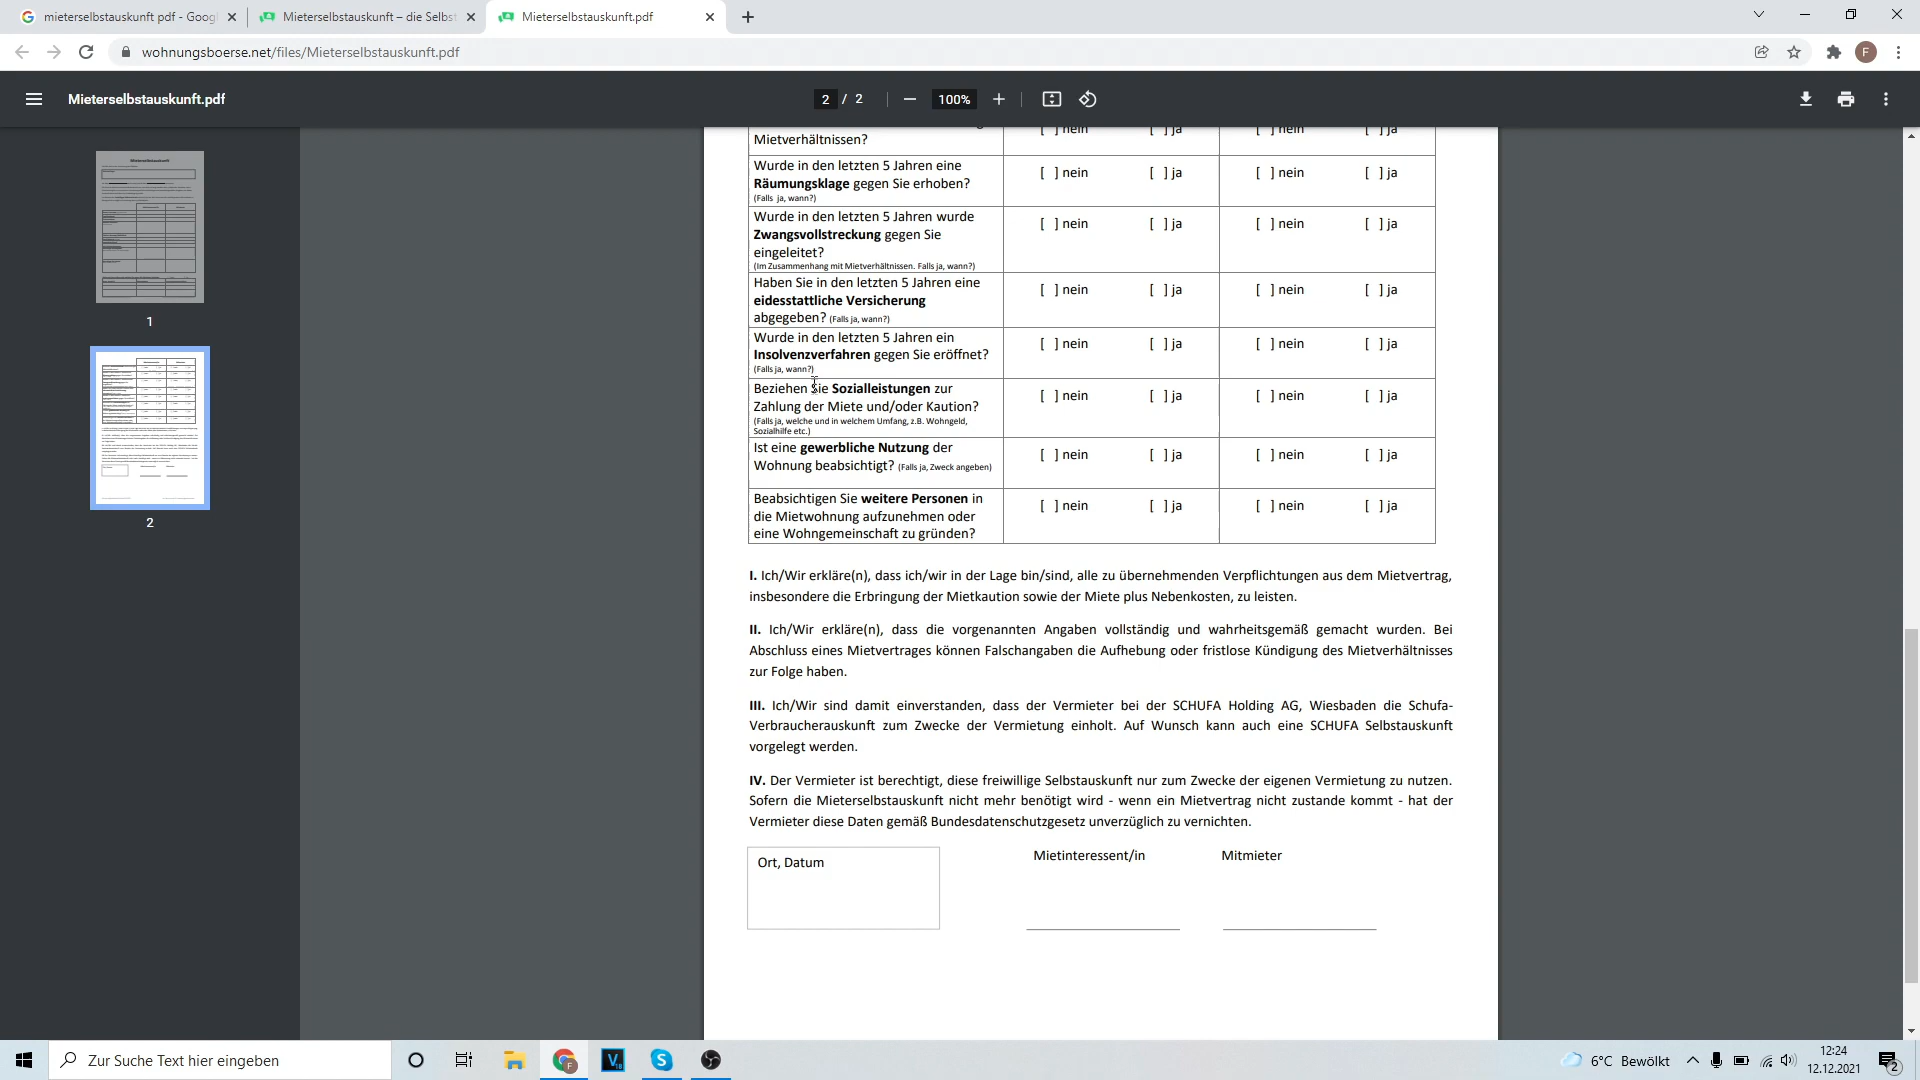 mieterselbstauskunft pdf - Goog
Mieterselbstauskunft – die Selbst
Mieterselbstauskunft.pdf
wohnungsboerse.net/files/Mieterselbstauskunft.pdf
F
Mieterselbstauskunft.pdf
2 / 2
100%
1
2
Mietverhältnissen?
[ ] nein [ ] ja [ ] nein [ ] ja
Wurde in den letzten 5 Jahren eine
Räumungsklage gegen Sie erhoben?
(Falls ja, wann?)
[ ] nein [ ] ja [ ] nein [ ] ja
Wurde in den letzten 5 Jahren wurde
Zwangsvollstreckung gegen Sie
eingeleitet?
(Im Zusammenhang mit Mietverhältnissen. Falls ja, wann?)
[ ] nein [ ] ja [ ] nein [ ] ja
Haben Sie in den letzten 5 Jahren eine
eidesstattliche Versicherung
abgegeben? (Falls ja, wann?)
[ ] nein [ ] ja [ ] nein [ ] ja
Wurde in den letzten 5 Jahren ein
Insolvenzverfahren gegen Sie eröffnet?
(Falls ja, wann?)
[ ] nein [ ] ja [ ] nein [ ] ja
Beziehen Sie Sozialleistungen zur
Zahlung der Miete und/oder Kaution?
(Falls ja, welche und in welchem Umfang, z.B. Wohngeld,
Sozialhilfe etc.)
[ ] nein [ ] ja [ ] nein [ ] ja
Ist eine gewerbliche Nutzung der
Wohnung beabsichtigt? (Falls ja, Zweck angeben)
[ ] nein [ ] ja [ ] nein [ ] ja
Beabsichtigen Sie weitere Personen in
die Mietwohnung aufzunehmen oder
eine Wohngemeinschaft zu gründen?
[ ] nein [ ] ja [ ] nein [ ] ja
I. Ich/Wir erkläre(n), dass ich/wir in der Lage bin/sind, alle zu übernehmenden Verpflichtungen aus dem Mietvertrag,
insbesondere die Erbringung der Mietkaution sowie der Miete plus Nebenkosten, zu leisten.
II. Ich/Wir erkläre(n), dass die vorgenannten Angaben vollständig und wahrheitsgemäß gemacht wurden. Bei
Abschluss eines Mietvertrages können Falschangaben die Aufhebung oder fristlose Kündigung des Mietverhältnisses
zur Folge haben.
III. Ich/Wir sind damit einverstanden, dass der Vermieter bei der SCHUFA Holding AG, Wiesbaden die Schufa-
Verbraucherauskunft zum Zwecke der Vermietung einholt. Auf Wunsch kann auch eine SCHUFA Selbstauskunft
vorgelegt werden.
IV. Der Vermieter ist berechtigt, diese freiwillige Selbstauskunft nur zum Zwecke der eigenen Vermietung zu nutzen.
Sofern die Mieterselbstauskunft nicht mehr benötigt wird - wenn ein Mietvertrag nicht zustande kommt - hat der
Vermieter diese Daten gemäß Bundesdatenschutzgesetz unverzüglich zu vernichten.
Ort, Datum
Mietinteressent/in
Mitmieter
Zur Suche Text hier eingeben
6°C Bewölkt
12:24
12.12.2021
2